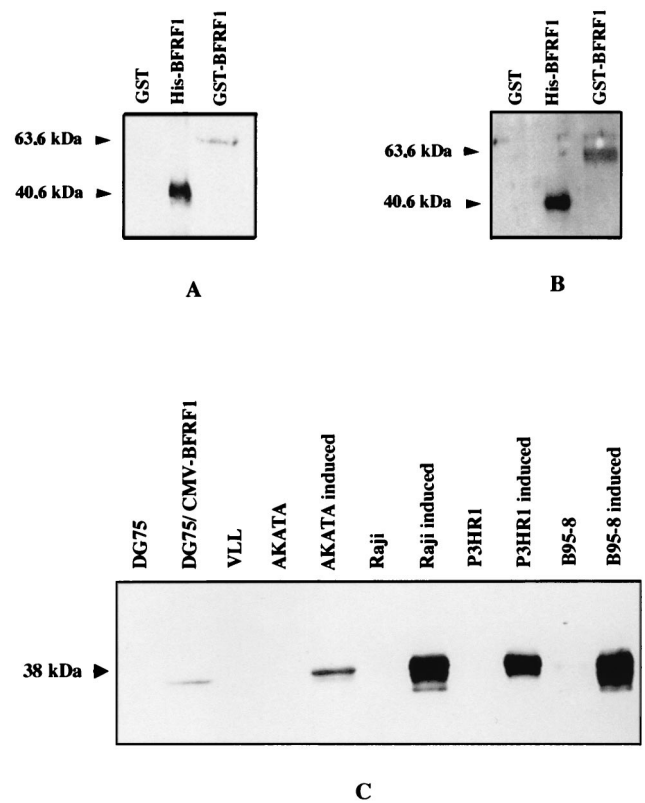 GST
His-BFRF1
GST-BFRF1
63.6 kDa
40.6 kDa
A
GST
His-BFRF1
GST-BFRF1
63.6 kDa
40.6 kDa
B
DG75
DG75/ CMV-BFRF1
VLL
AKATA
AKATA induced
Raji
Raji induced
P3HR1
P3HR1 induced
B95-8
B95-8 induced
38 kDa
C